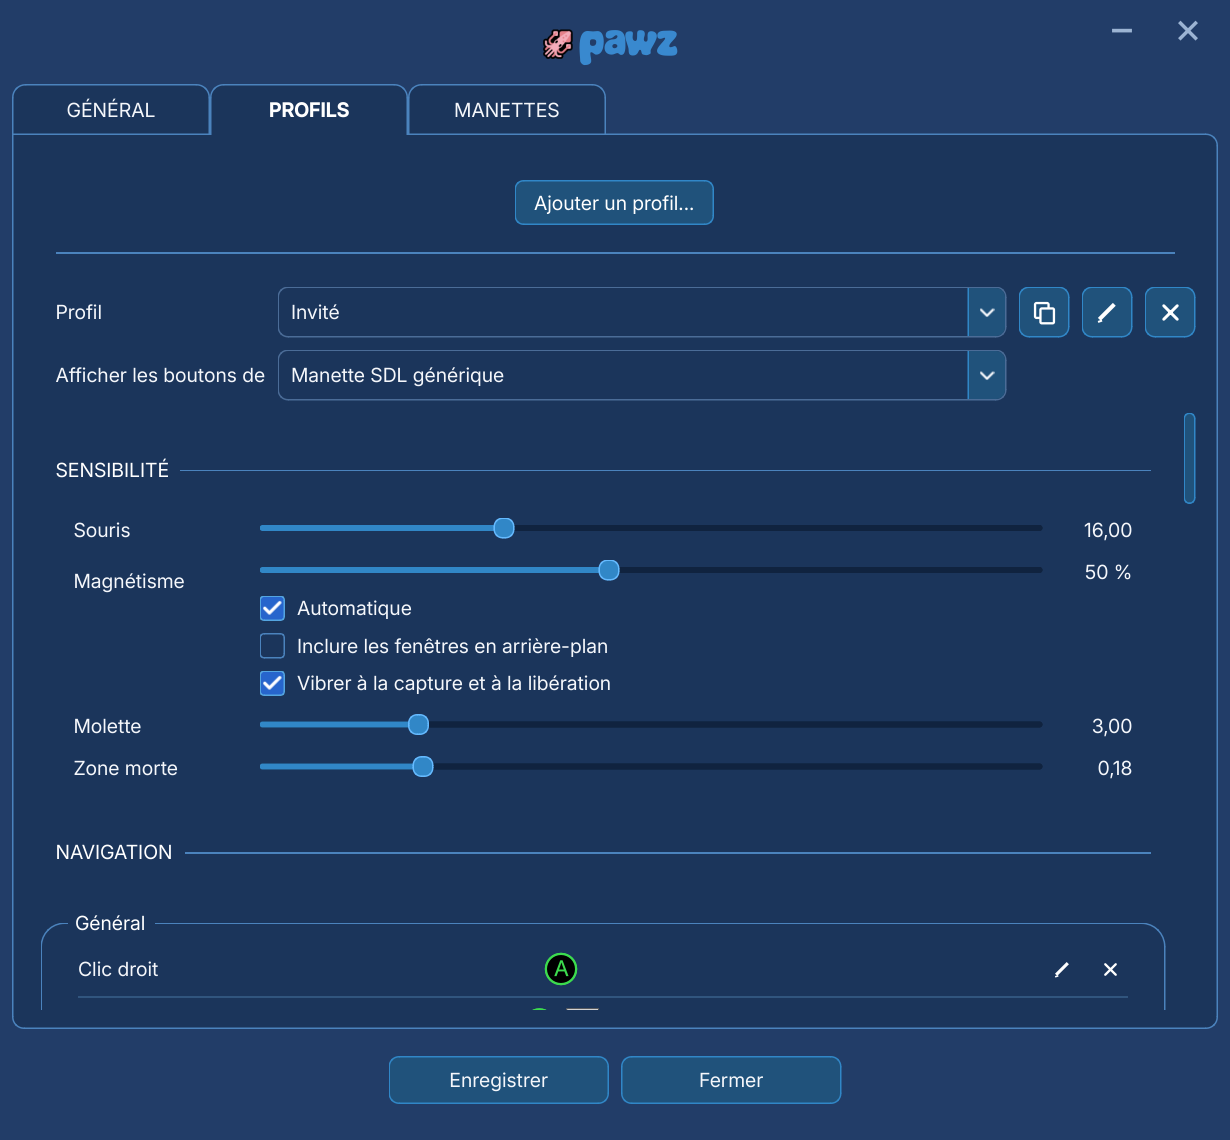 pawz
GÉNÉRAL
PROFILS
MANETTES
Ajouter un profil...
Profil
Invité
Afficher les boutons de
Manette SDL générique
SENSIBILITÉ
Souris
16,00
Magnétisme
50 %
Automatique
Inclure les fenêtres en arrière-plan
Vibrer à la capture et à la libération
Molette
3,00
Zone morte
0,18
NAVIGATION
Général
Clic droit
A
Enregistrer
Fermer